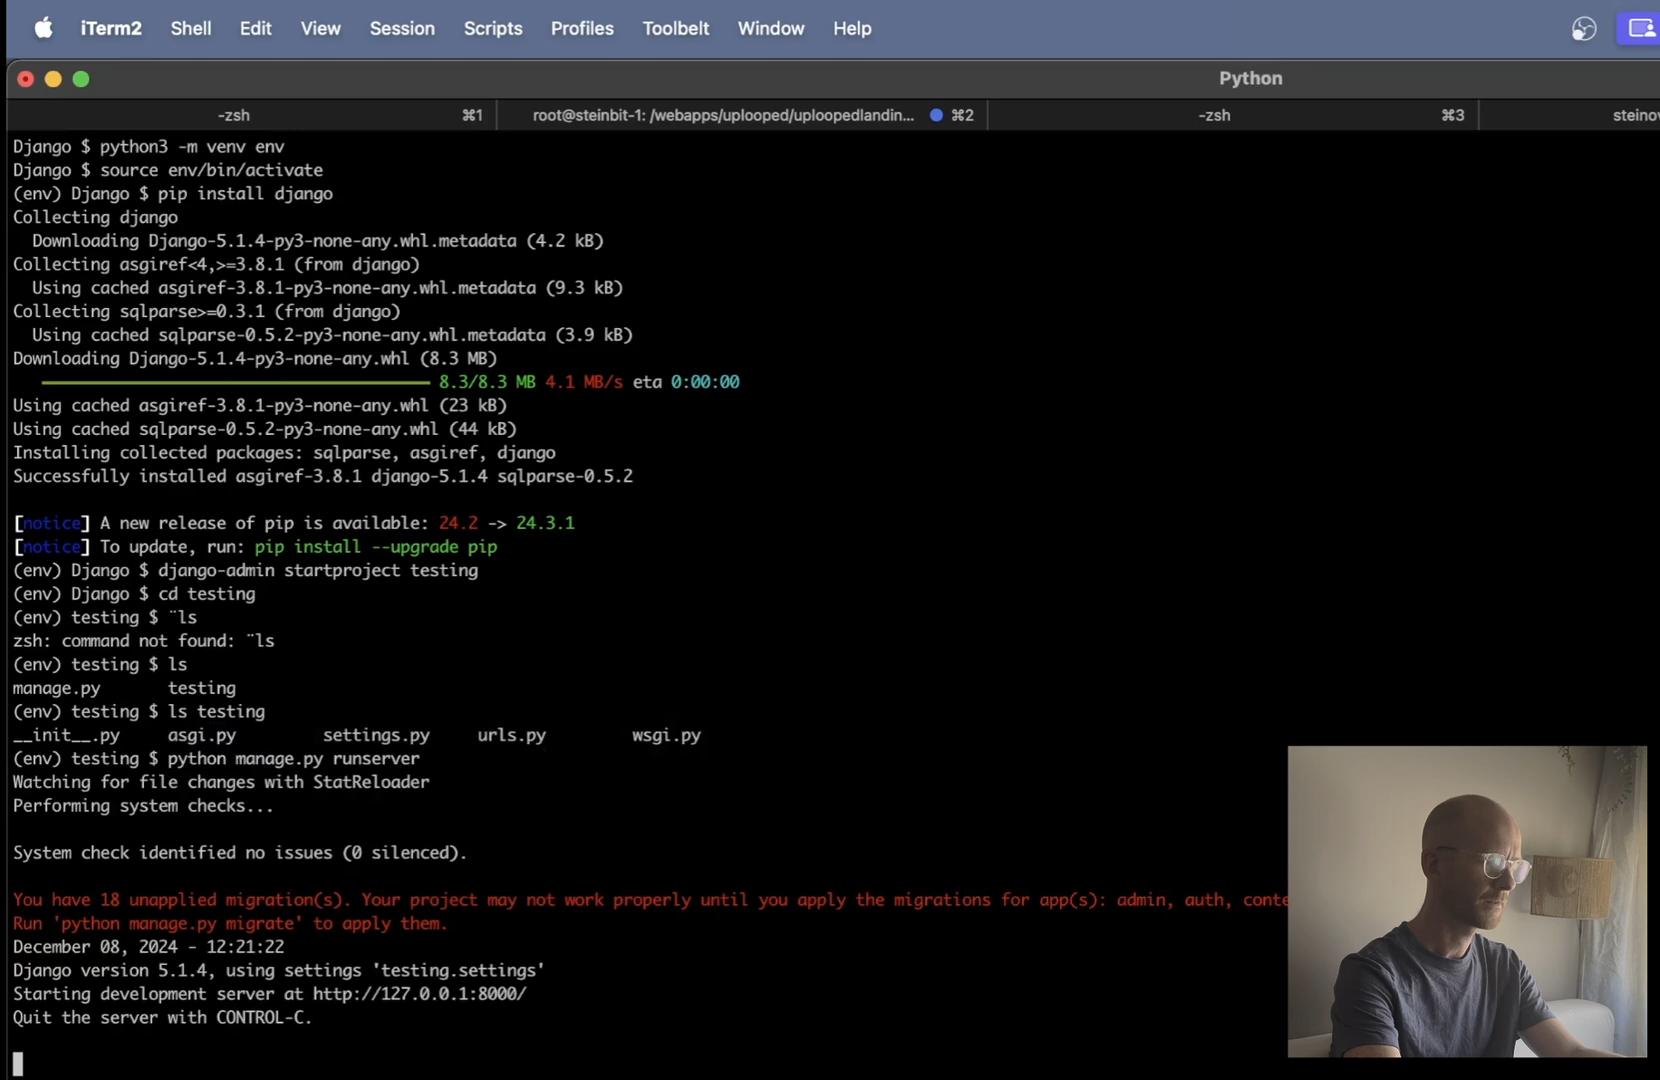 iTerm2 Shell Edit View Session Scripts Profiles Toolbelt Window Help
Python
-zsh ⌘1 root@steinbit-1: /webapps/uplooped/uploopedlandin... ⌘2 -zsh ⌘3 steinov
Django $ python3 -m venv env
Django $ source env/bin/activate
(env) Django $ pip install django
Collecting django
  Downloading Django-5.1.4-py3-none-any.whl.metadata (4.2 kB)
Collecting asgiref<4,>=3.8.1 (from django)
  Using cached asgiref-3.8.1-py3-none-any.whl.metadata (9.3 kB)
Collecting sqlparse>=0.3.1 (from django)
  Using cached sqlparse-0.5.2-py3-none-any.whl.metadata (3.9 kB)
Downloading Django-5.1.4-py3-none-any.whl (8.3 MB)
8.3/8.3 MB 4.1 MB/s eta 0:00:00
Using cached asgiref-3.8.1-py3-none-any.whl (23 kB)
Using cached sqlparse-0.5.2-py3-none-any.whl (44 kB)
Installing collected packages: sqlparse, asgiref, django
Successfully installed asgiref-3.8.1 django-5.1.4 sqlparse-0.5.2
[notice] A new release of pip is available: 24.2 -> 24.3.1
[notice] To update, run: pip install --upgrade pip
(env) Django $ django-admin startproject testing
(env) Django $ cd testing
(env) testing $ ¨ls
zsh: command not found: ¨ls
(env) testing $ ls
manage.py testing
(env) testing $ ls testing
__init__.py asgi.py settings.py urls.py wsgi.py
(env) testing $ python manage.py runserver
Watching for file changes with StatReloader
Performing system checks...
System check identified no issues (0 silenced).
You have 18 unapplied migration(s). Your project may not work properly until you apply the migrations for app(s): admin, auth, conte
Run 'python manage.py migrate' to apply them.
December 08, 2024 - 12:21:22
Django version 5.1.4, using settings 'testing.settings'
Starting development server at http://127.0.0.1:8000/
Quit the server with CONTROL-C.